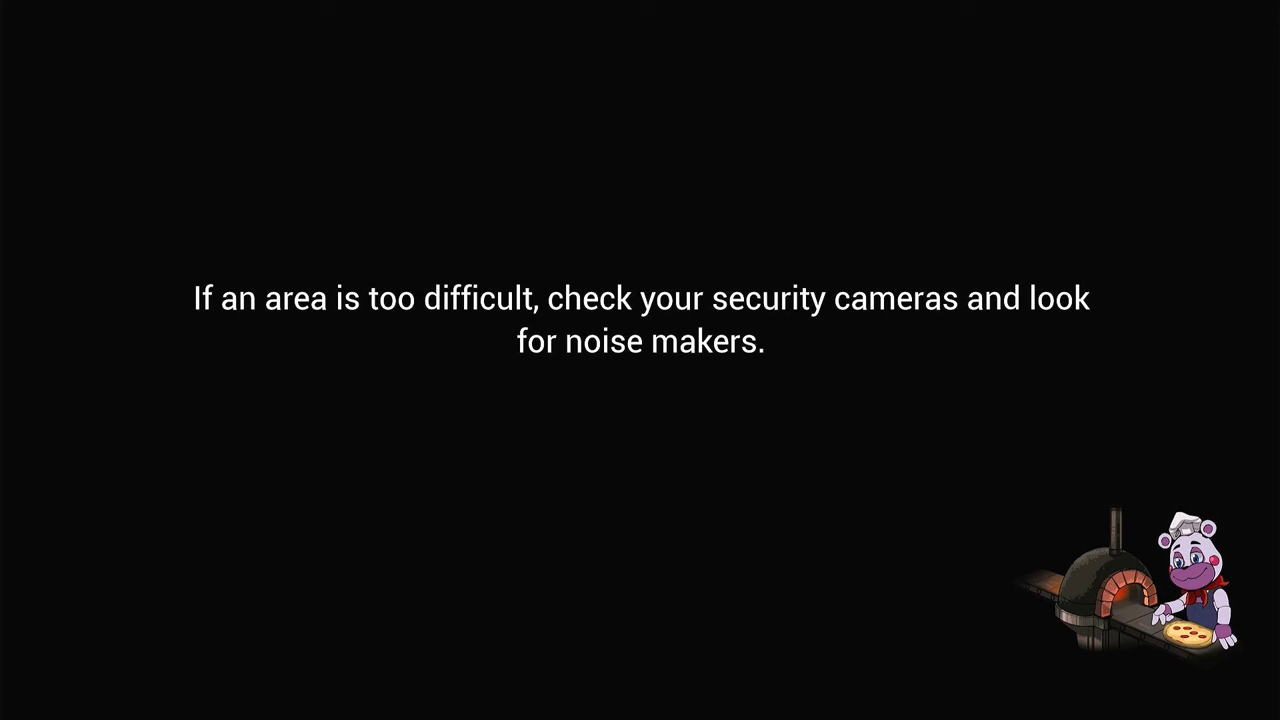 If an area is too difficult, check your security cameras and look
for noise makers.